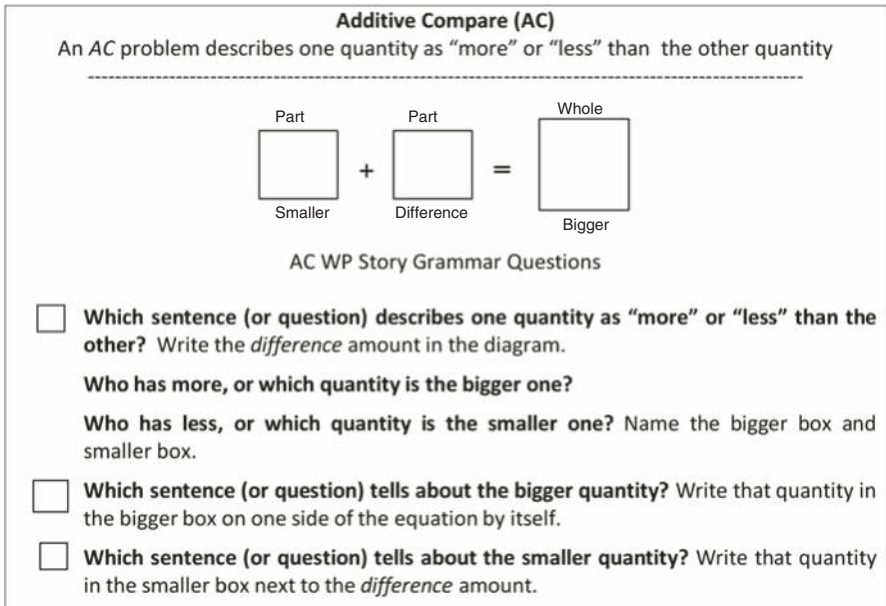 Additive Compare (AC)
An AC problem describes one quantity as “more” or “less” than the other quantity
Part Part Whole
+ =
Smaller Difference Bigger
AC WP Story Grammar Questions
Which sentence (or question) describes one quantity as “more” or “less” than the
other? Write the difference amount in the diagram.
Who has more, or which quantity is the bigger one?
Who has less, or which quantity is the smaller one? Name the bigger box and
smaller box.
Which sentence (or question) tells about the bigger quantity? Write that quantity in
the bigger box on one side of the equation by itself.
Which sentence (or question) tells about the smaller quantity? Write that quantity
in the smaller box next to the difference amount.